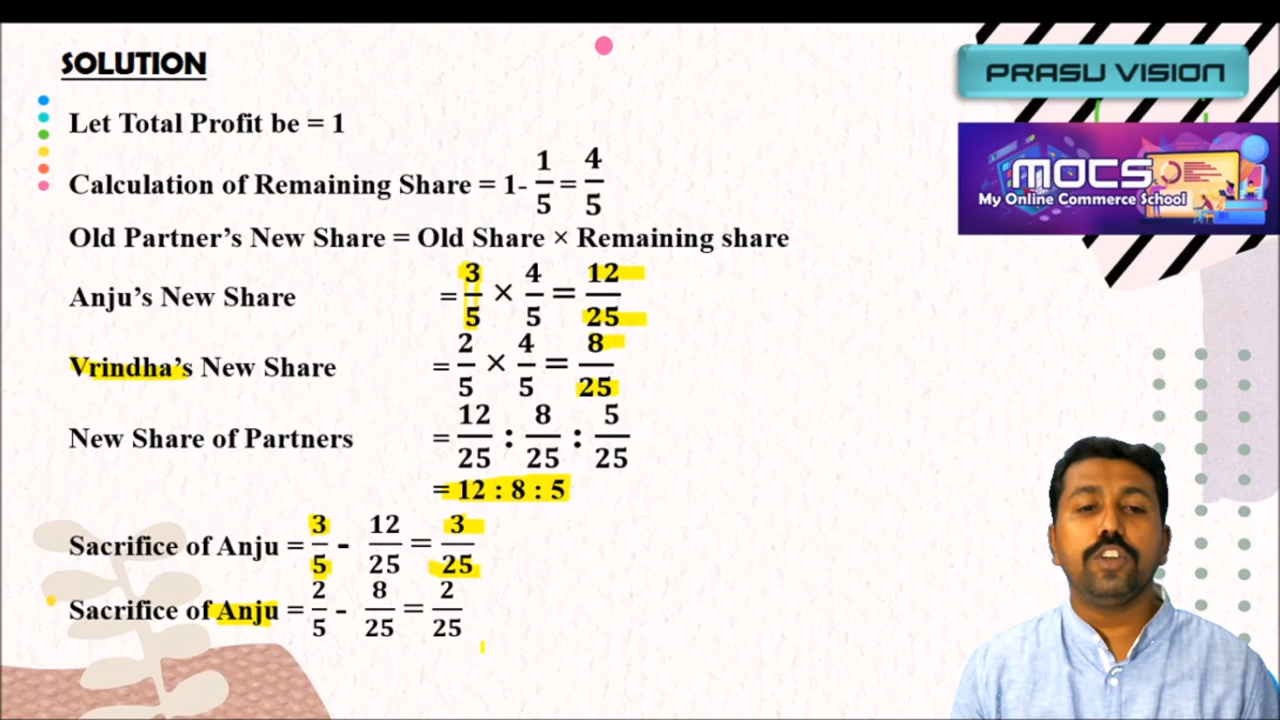 SOLUTION
PRASU VISION
MOCS
My Online Commerce School
Let Total Profit be = 1
Calculation of Remaining Share = 1- 1/5 = 4/5
Old Partner's New Share = Old Share × Remaining share
Anju's New Share = 3/5 × 4/5 = 12/25
Vrindha's New Share = 2/5 × 4/5 = 8/25
New Share of Partners = 12/25 : 8/25 : 5/25
= 12 : 8 : 5
Sacrifice of Anju = 3/5 - 12/25 = 3/25
Sacrifice of Anju = 2/5 - 8/25 = 2/25